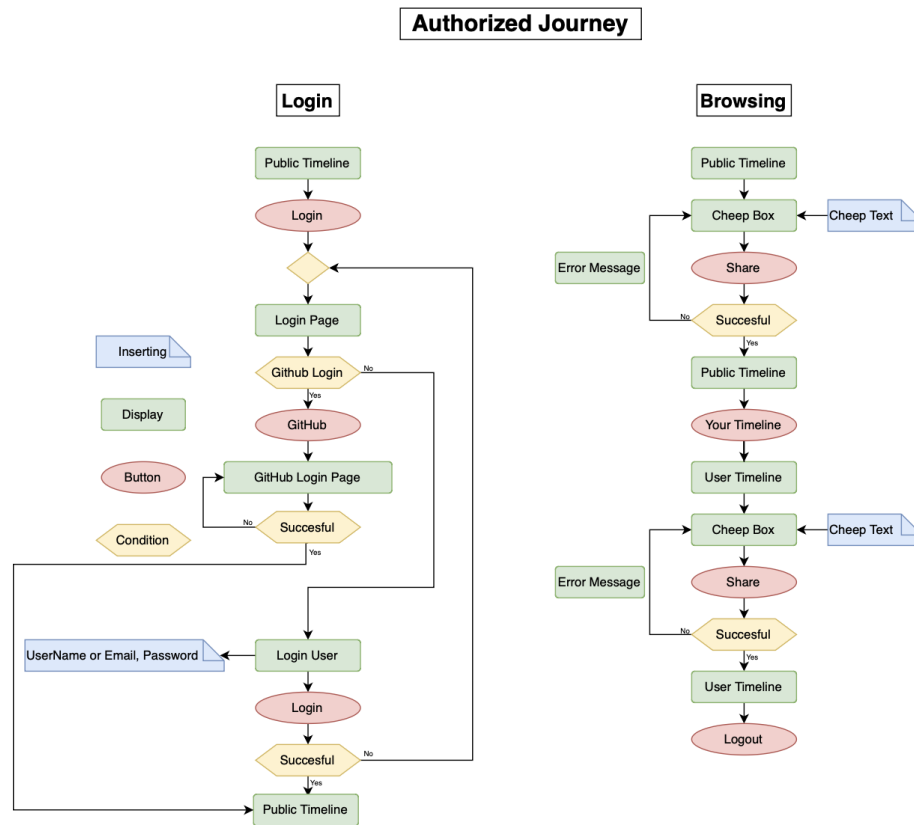 Authorized Journey
Login
Public Timeline
Login
Login Page
Github Login
No
Yes
GitHub
GitHub Login Page
Succesful
No
Yes
Login User
UserName or Email, Password
Login
Succesful
No
Yes
Public Timeline
Inserting
Display
Button
Condition
Browsing
Public Timeline
Cheep Box
Cheep Text
Error Message
Share
Succesful
No
Yes
Public Timeline
Your Timeline
User Timeline
Cheep Box
Cheep Text
Error Message
Share
Succesful
No
Yes
User Timeline
Logout